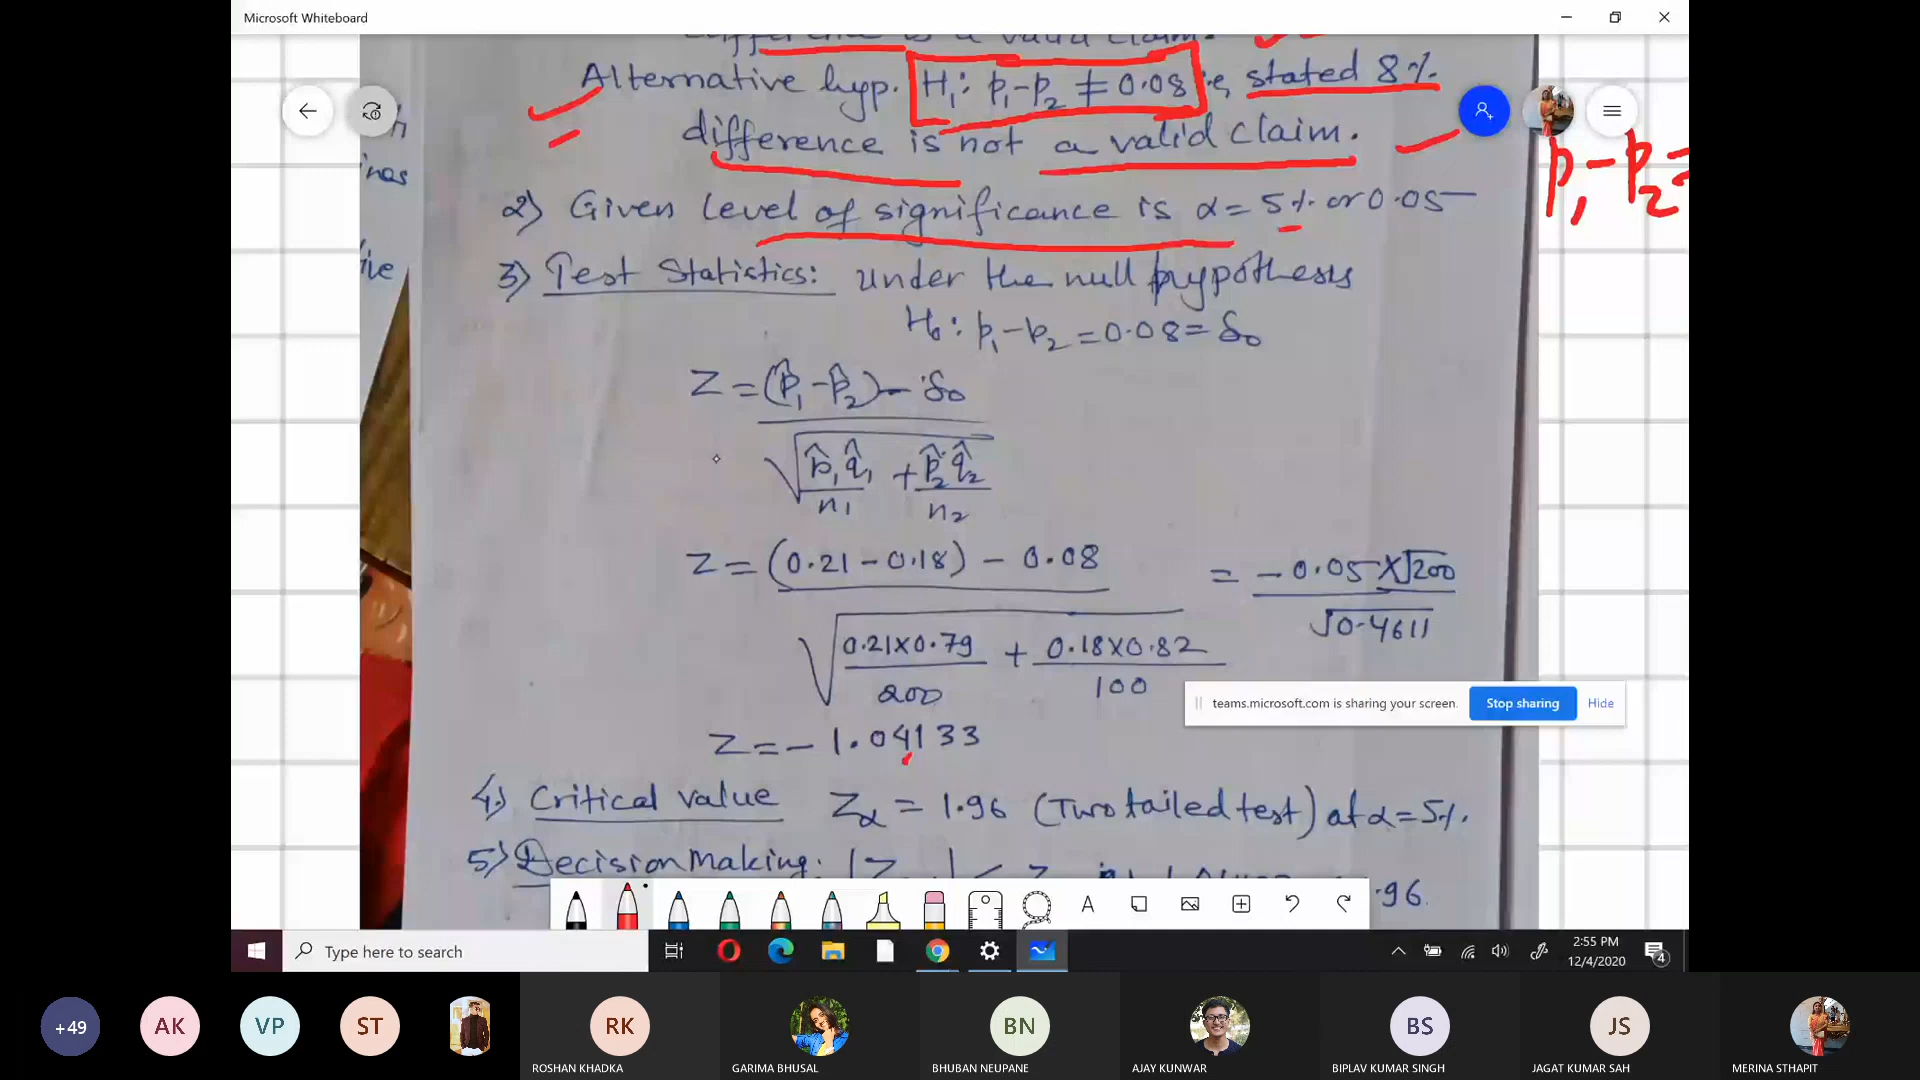 Microsoft Whiteboard
difference is a valid claim.
Alternative hyp. H₁: p₁-p₂ ≠ 0.08 i.e, stated 8%
difference is not a valid claim.
p₁-p₂=
2) Given level of significance is α = 5% or 0.05
3) Test Statistics: under the null hypothesis
H₀: p₁-p₂ = 0.08 = δ₀
Z = (p̂₁-p̂₂) - δ₀
√ p̂₁q̂₁/n₁ + p̂₂q̂₂/n₂
Z = (0.21-0.18) - 0.08 = -0.05×√200
√ 0.21×0.79/200 + 0.18×0.82/100 √0.4611
teams.microsoft.com is sharing your screen. Stop sharing Hide
Z = -1.04133
4.) Critical value Zα = 1.96 (Two tailed test) at α = 5%.
5.) Decision Making:
.96.
Type here to search
2:55 PM
12/4/2020
4
+49 AK VP ST RK BN BS JS
ROSHAN KHADKA GARIMA BHUSAL BHUBAN NEUPANE AJAY KUNWAR BIPLAV KUMAR SINGH JAGAT KUMAR SAH MERINA STHAPIT